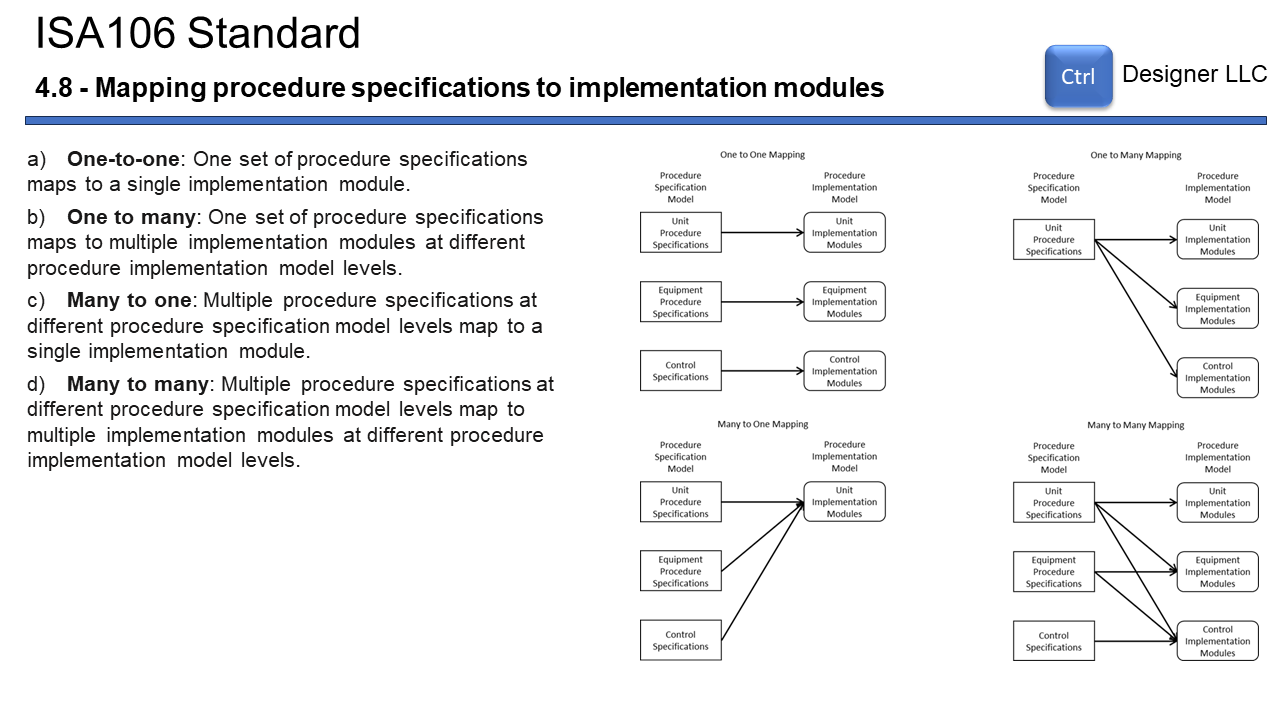 ISA106 Standard
4.8 - Mapping procedure specifications to implementation modules
Ctrl
Designer LLC
a) One-to-one: One set of procedure specifications
maps to a single implementation module.
b) One to many: One set of procedure specifications
maps to multiple implementation modules at different
procedure implementation model levels.
c) Many to one: Multiple procedure specifications at
different procedure specification model levels map to a
single implementation module.
d) Many to many: Multiple procedure specifications at
different procedure specification model levels map to
multiple implementation modules at different procedure
implementation model levels.
One to One Mapping
Procedure
Specification
Model
Procedure
Implementation
Model
Unit
Procedure
Specifications
Unit
Implementation
Modules
Equipment
Procedure
Specifications
Equipment
Implementation
Modules
Control
Specifications
Control
Implementation
Modules
One to Many Mapping
Procedure
Specification
Model
Procedure
Implementation
Model
Unit
Procedure
Specifications
Unit
Implementation
Modules
Equipment
Implementation
Modules
Control
Implementation
Modules
Many to One Mapping
Procedure
Specification
Model
Procedure
Implementation
Model
Unit
Procedure
Specifications
Unit
Implementation
Modules
Equipment
Procedure
Specifications
Control
Specifications
Many to Many Mapping
Procedure
Specification
Model
Procedure
Implementation
Model
Unit
Procedure
Specifications
Unit
Implementation
Modules
Equipment
Procedure
Specifications
Equipment
Implementation
Modules
Control
Specifications
Control
Implementation
Modules